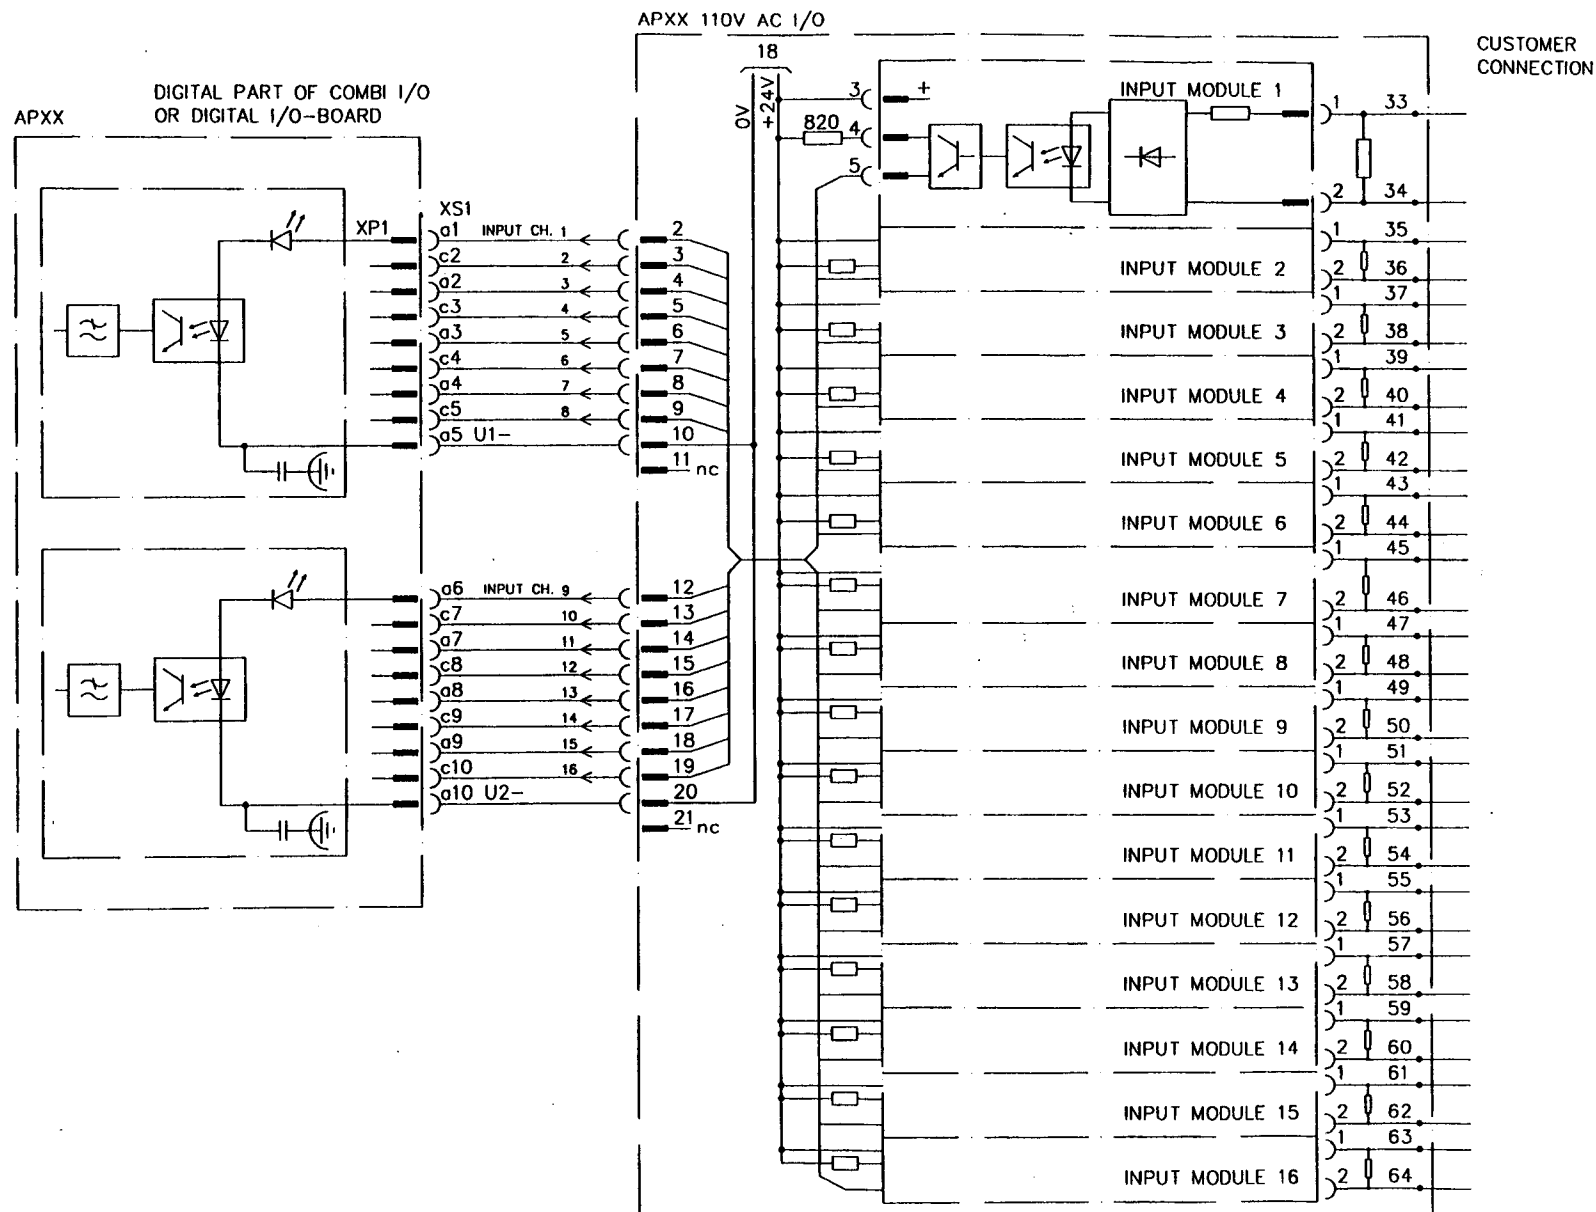 APXX 110V AC I/O
CUSTOMER
CONNECTION
18
0V
+24V
DIGITAL PART OF COMBI I/O
OR DIGITAL I/O-BOARD
APXX
XS1
XP1
a1 INPUT CH. 1 2
c2 2 3
a2 3 4
c3 4 5
a3 5 6
c4 6 7
a4 7 8
c5 8 9
a5 U1- 10
11 nc
a6 INPUT CH. 9 12
c7 10 13
a7 11 14
c8 12 15
a8 13 16
c9 14 17
a9 15 18
c10 16 19
a10 U2- 20
21 nc
3 +
820 4
5
INPUT MODULE 1
1 33
2 34
1 35
INPUT MODULE 2 2 36
1 37
INPUT MODULE 3 2 38
1 39
INPUT MODULE 4 2 40
1 41
INPUT MODULE 5 2 42
1 43
INPUT MODULE 6 2 44
1 45
INPUT MODULE 7 2 46
1 47
INPUT MODULE 8 2 48
1 49
INPUT MODULE 9 2 50
1 51
INPUT MODULE 10 2 52
1 53
INPUT MODULE 11 2 54
1 55
INPUT MODULE 12 2 56
1 57
INPUT MODULE 13 2 58
1 59
INPUT MODULE 14 2 60
1 61
INPUT MODULE 15 2 62
1 63
INPUT MODULE 16 2 64